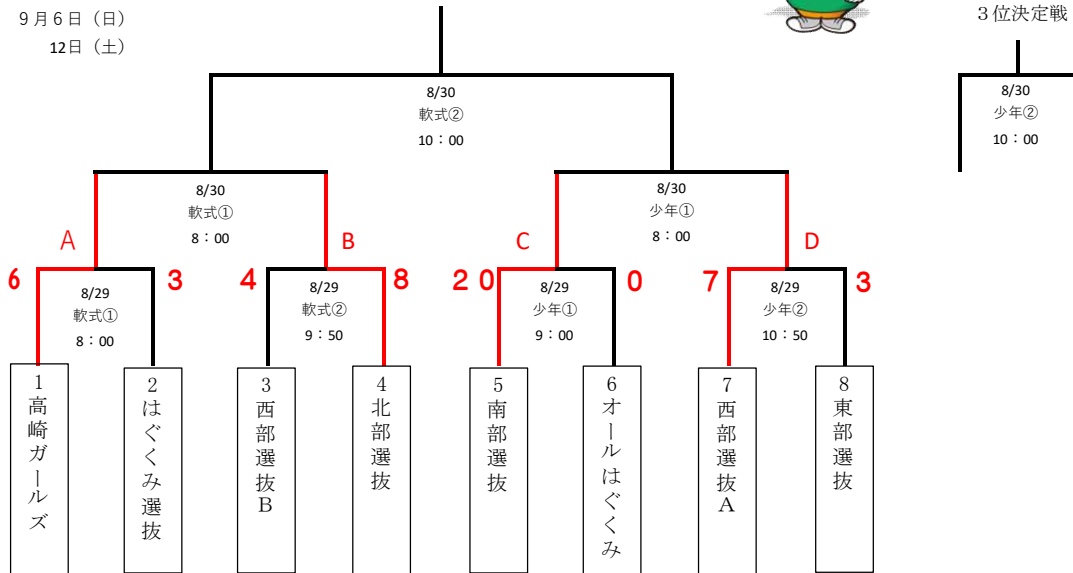 9月6日（日）
12日（土）
3位決定戦
8/30
軟式②
10：00
8/30
少年②
10：00
8/30
軟式①
8：00
8/30
少年①
8：00
A
B
C
D
6
3
4
8
20
0
7
3
8/29
軟式①
8：00
8/29
軟式②
9：50
8/29
少年①
9：00
8/29
少年②
10：50
1高崎ガールズ
2はぐくみ選抜
3西部選抜B
4北部選抜
5南部選抜
6オールはぐくみ
7西部選抜A
8東部選抜